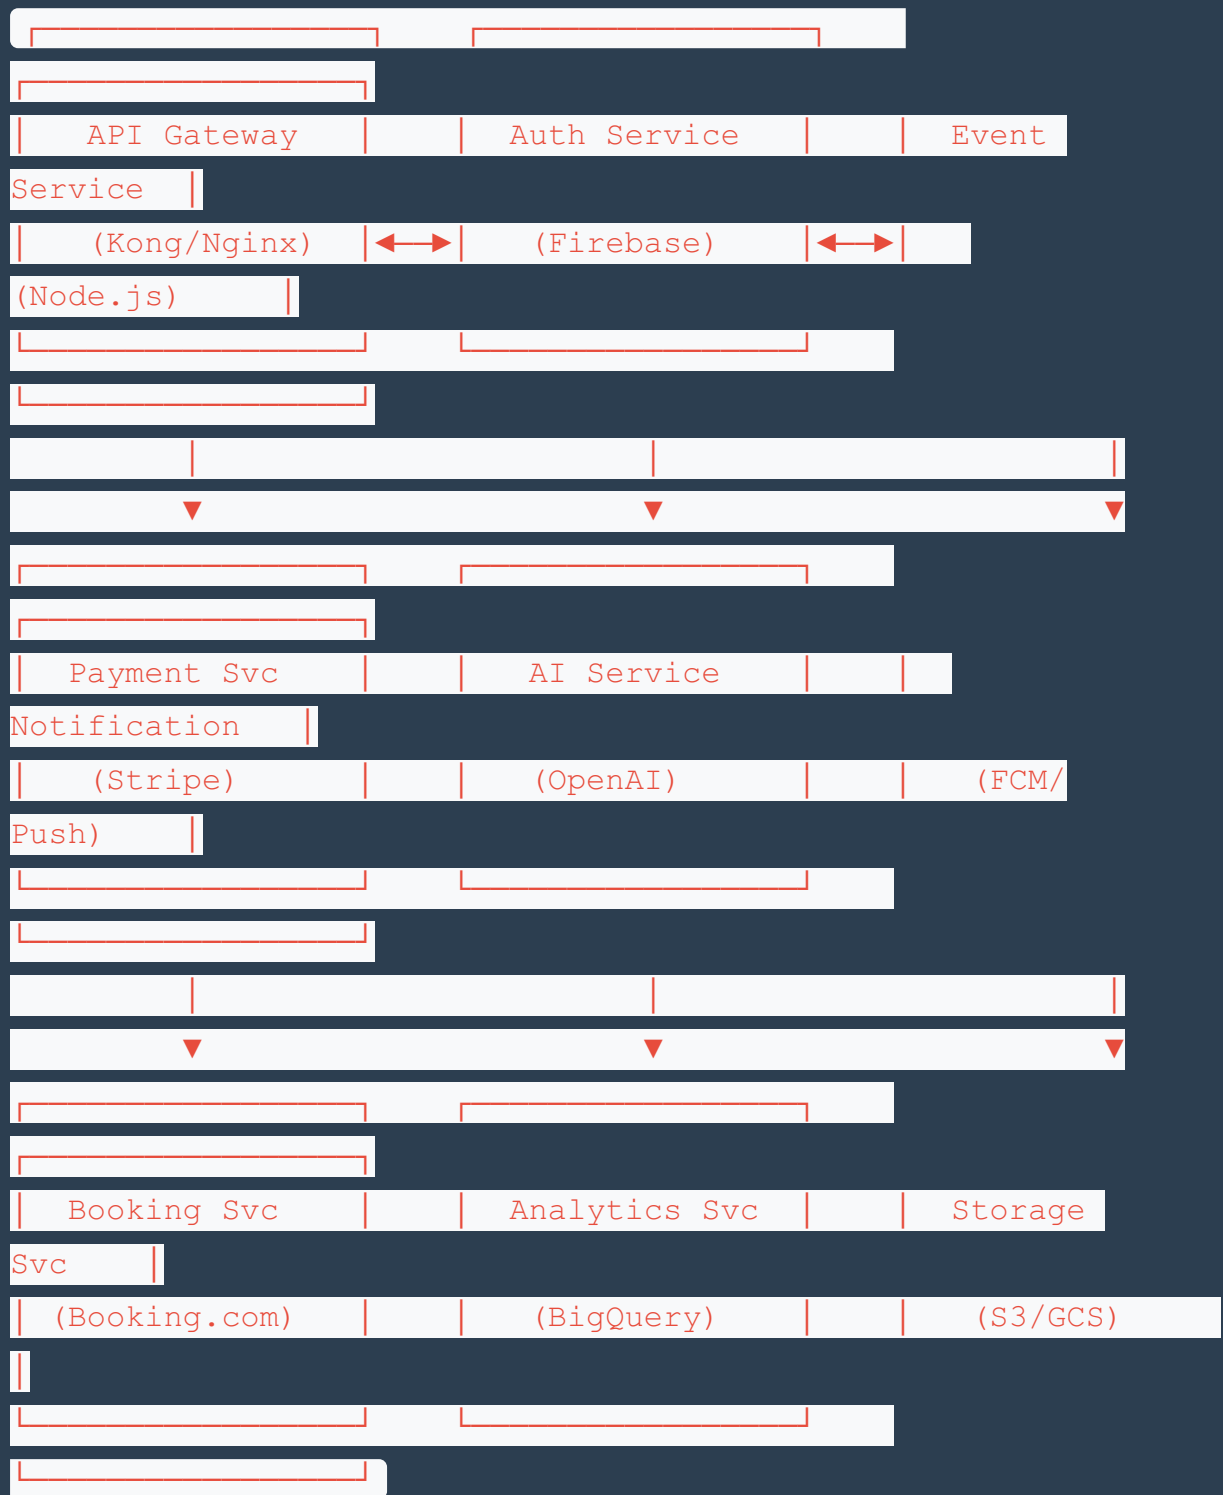 ┌──────────────────┐    ┌──────────────────┐
┌──────────────────┐
│   API Gateway   │    │  Auth Service   │    │  Event
Service  │
│   (Kong/Nginx)  │◄──►│   (Firebase)    │◄──►│
(Node.js)     │
└──────────────────┘    └──────────────────┘
└──────────────────┘
         │                       │                       │
         ▼                       ▼                       ▼
┌──────────────────┐    ┌──────────────────┐
┌──────────────────┐
│  Payment Svc    │    │   AI Service    │    │
Notification   │
│   (Stripe)      │    │   (OpenAI)      │    │   (FCM/
Push)    │
└──────────────────┘    └──────────────────┘
└──────────────────┘
         │                       │                       │
         ▼                       ▼                       ▼
┌──────────────────┐    ┌──────────────────┐
┌──────────────────┐
│  Booking Svc    │    │  Analytics Svc  │    │  Storage
Svc    │
│ (Booking.com)   │    │   (BigQuery)    │    │   (S3/GCS)
│
└──────────────────┘    └──────────────────┘
└──────────────────┘